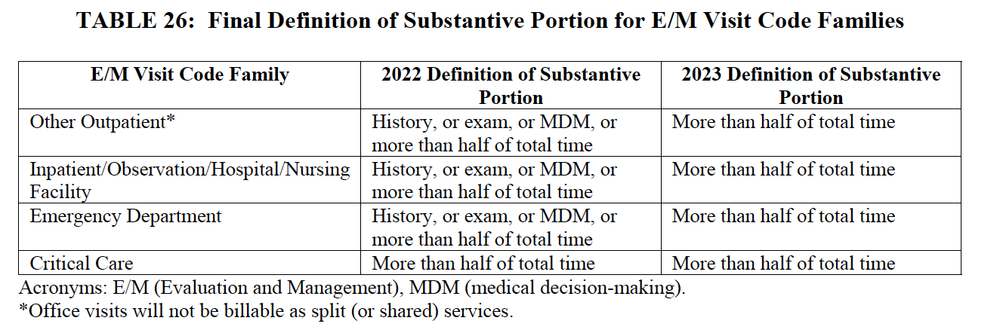 TABLE 26:  Final Definition of Substantive Portion for E/M Visit Code Families
E/M Visit Code Family
2022 Definition of Substantive
Portion
2023 Definition of Substantive
Portion
Other Outpatient*
History, or exam, or MDM, or
more than half of total time
More than half of total time
Inpatient/Observation/Hospital/Nursing
Facility
History, or exam, or MDM, or
more than half of total time
More than half of total time
Emergency Department
History, or exam, or MDM, or
more than half of total time
More than half of total time
Critical Care
More than half of total time
More than half of total time
Acronyms: E/M (Evaluation and Management), MDM (medical decision-making).
*Office visits will not be billable as split (or shared) services.